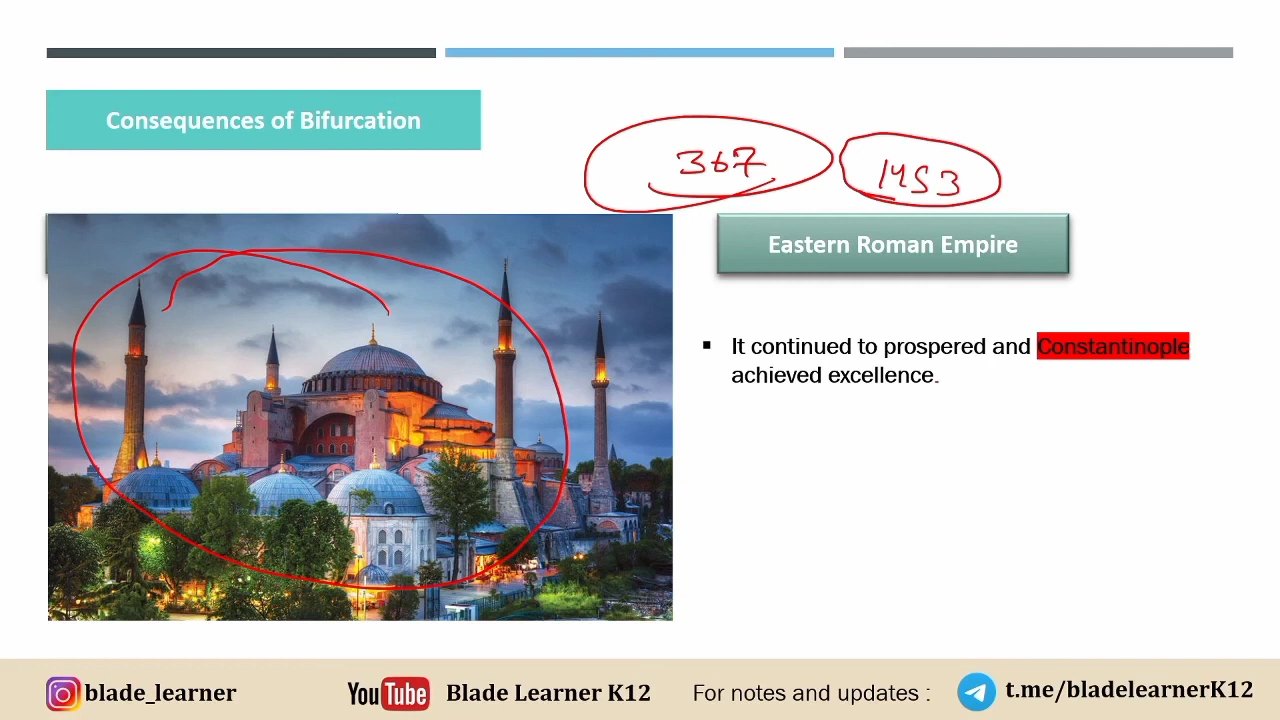 Consequences of Bifurcation
367
1453
Eastern Roman Empire
▪ It continued to prospered and Constantinople
achieved excellence.
blade_learner
YouTube Blade Learner K12
For notes and updates :
t.me/bladelearnerK12